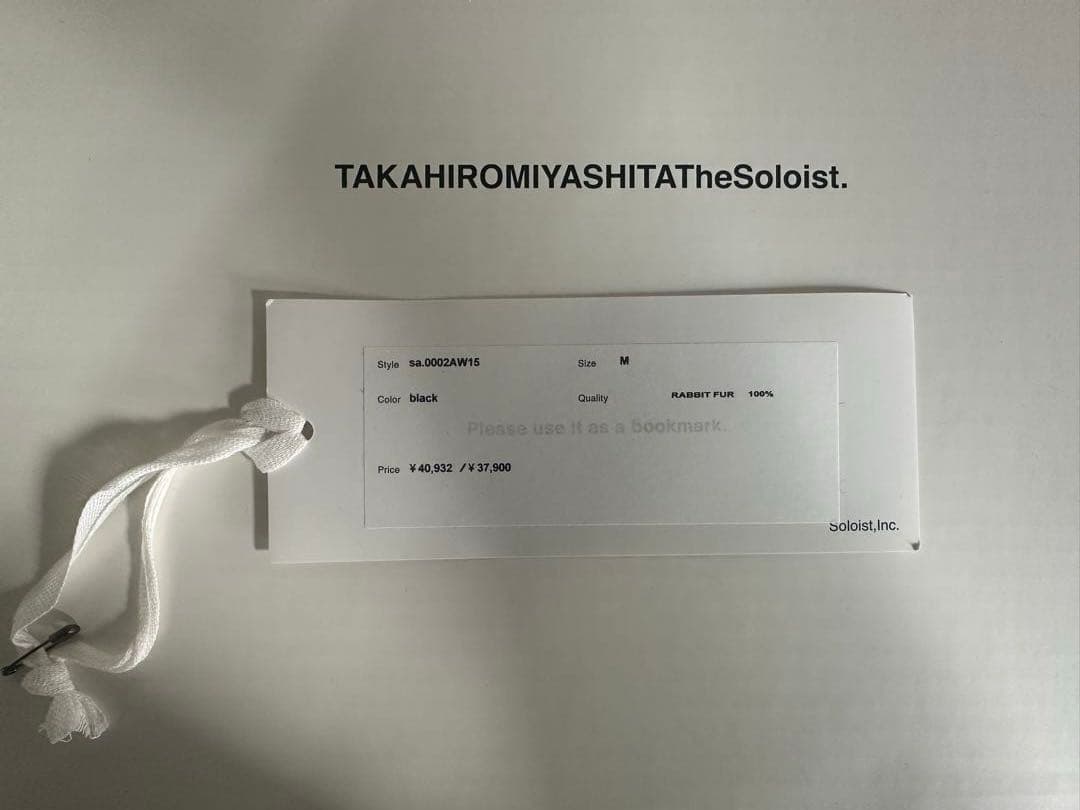 TAKAHIROMIYASHITATheSoloist.
Style sa.0002AW15 Size M
Color black Quality RABBIT FUR 100%
Please use it as a bookmark.
Price ¥40,932 /¥37,900
Soloist,Inc.